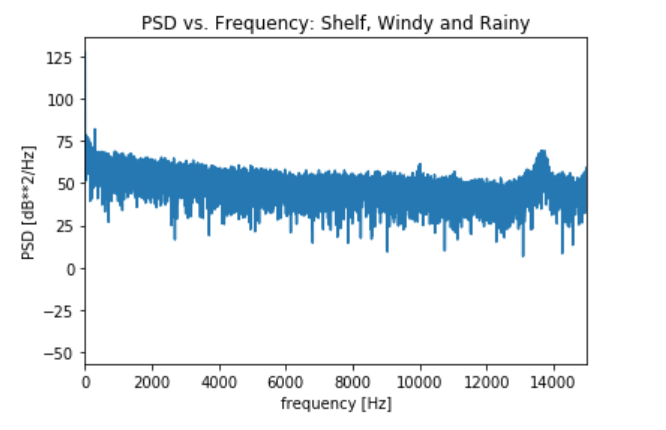 PSD vs. Frequency: Shelf, Windy and Rainy
PSD [dB**2/Hz]
125
100
75
50
25
0
−25
−50
0 2000 4000 6000 8000 10000 12000 14000
frequency [Hz]